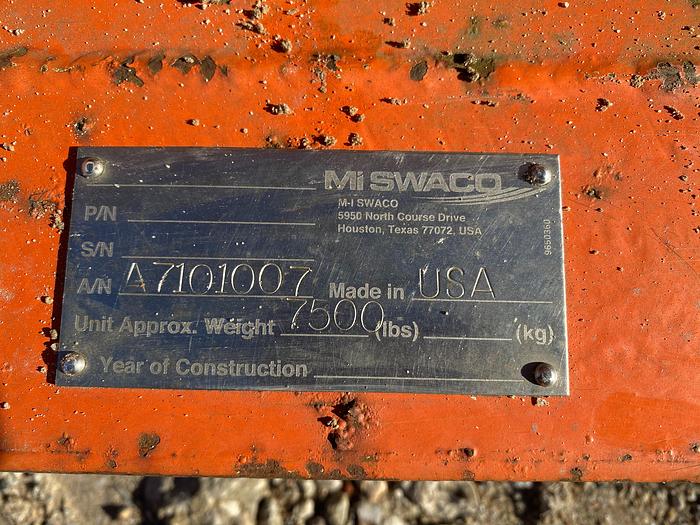 Mi SWACO
M-I SWACO
5950 North Course Drive
Houston, Texas 77072, USA
P/N
S/N
A/N A7101007 Made in USA
Unit Approx. Weight 7500 (lbs) (kg)
Year of Construction
9650360